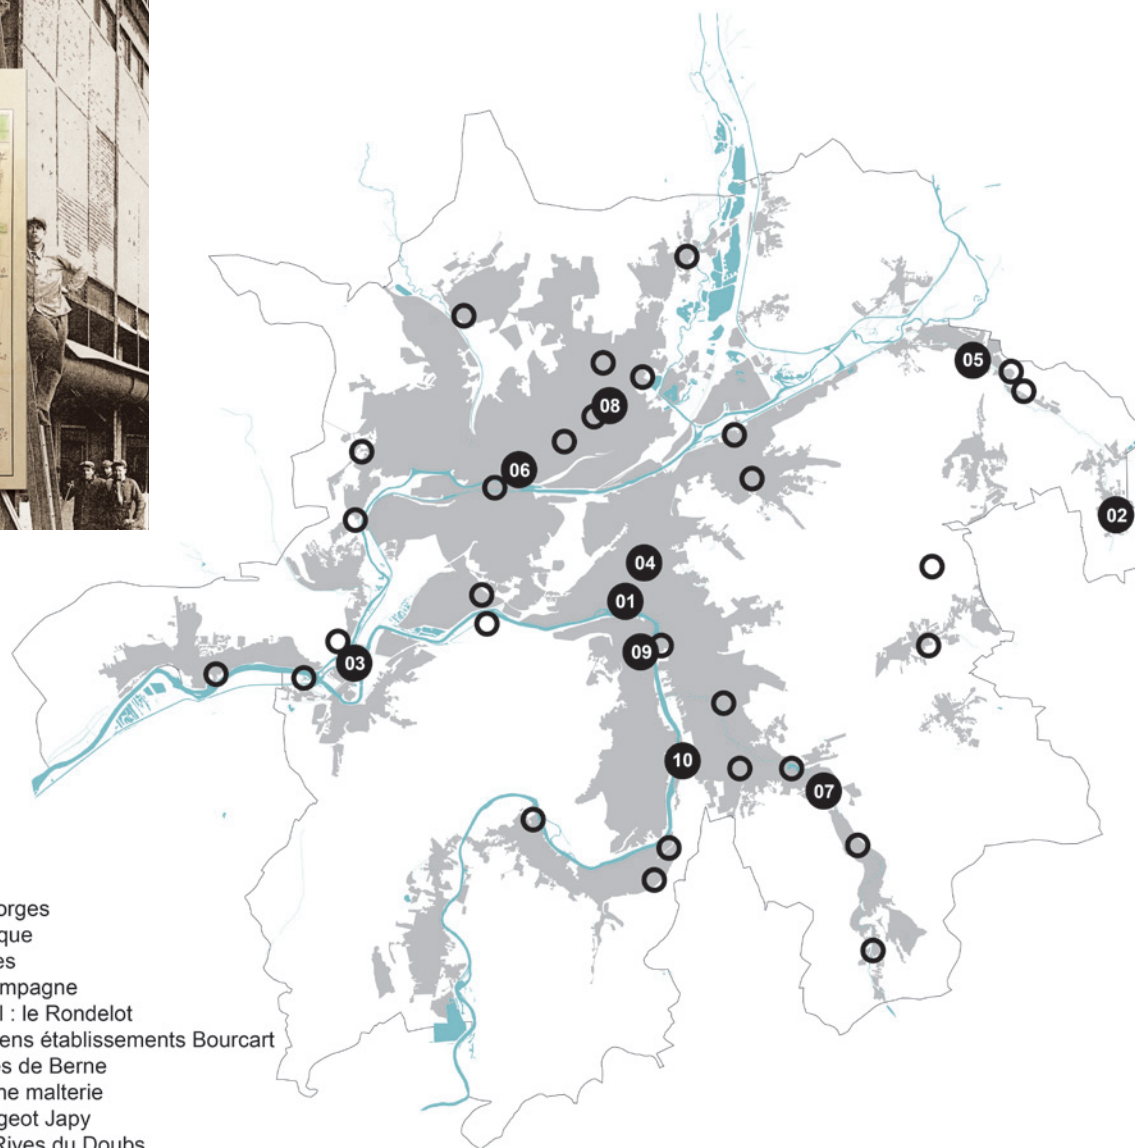 05
08
06
02
04
01
09
03
10
07
orges
que
es
mpagne
l : le Rondelot
ens établissements Bourcart
es de Berne
ne malterie
geot Japy
Rives du Doubs